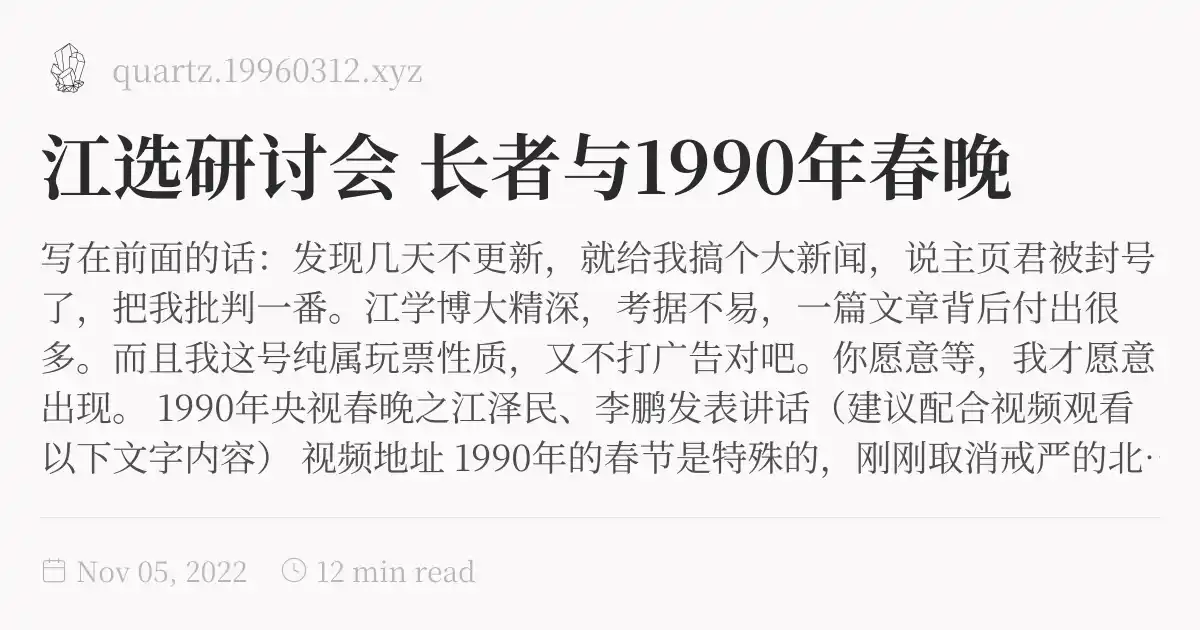 quartz.19960312.xyz
江选研讨会 长者与1990年春晚
写在前面的话：发现几天不更新，就给我搞个大新闻，说主页君被封号
了，把我批判一番。江学博大精深，考据不易，一篇文章背后付出很
多。而且我这号纯属玩票性质，又不打广告对吧。你愿意等，我才愿意
出现。 1990年央视春晚之江泽民、李鹏发表讲话（建议配合视频观看
以下文字内容） 视频地址 1990年的春节是特殊的，刚刚取消戒严的北…
Nov 05, 2022 12 min read